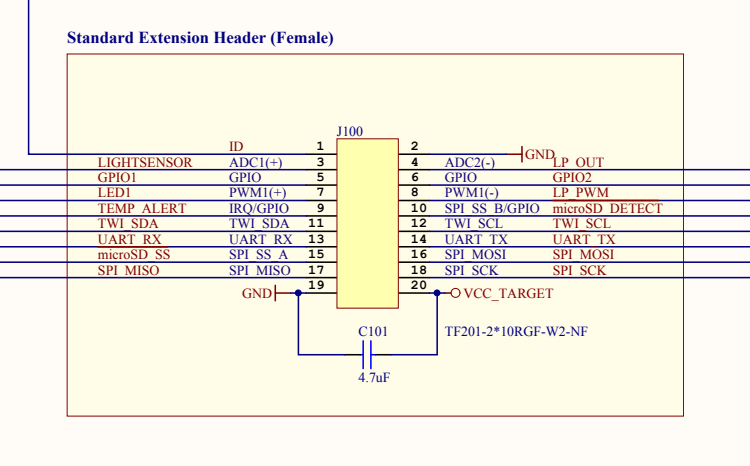 Standard Extension Header (Female)
J100
ID 1 2 GND
LIGHTSENSOR ADC1(+) 3 4 ADC2(-) LP_OUT
GPIO1 GPIO 5 6 GPIO GPIO2
LED1 PWM1(+) 7 8 PWM1(-) LP_PWM
TEMP_ALERT IRQ/GPIO 9 10 SPI_SS_B/GPIO microSD_DETECT
TWI_SDA TWI_SDA 11 12 TWI_SCL TWI_SCL
UART_RX UART_RX 13 14 UART_TX UART_TX
microSD_SS SPI_SS_A 15 16 SPI_MOSI SPI_MOSI
SPI_MISO SPI_MISO 17 18 SPI_SCK SPI_SCK
GND 19 20 VCC_TARGET
C101 TF201-2*10RGF-W2-NF
4.7uF